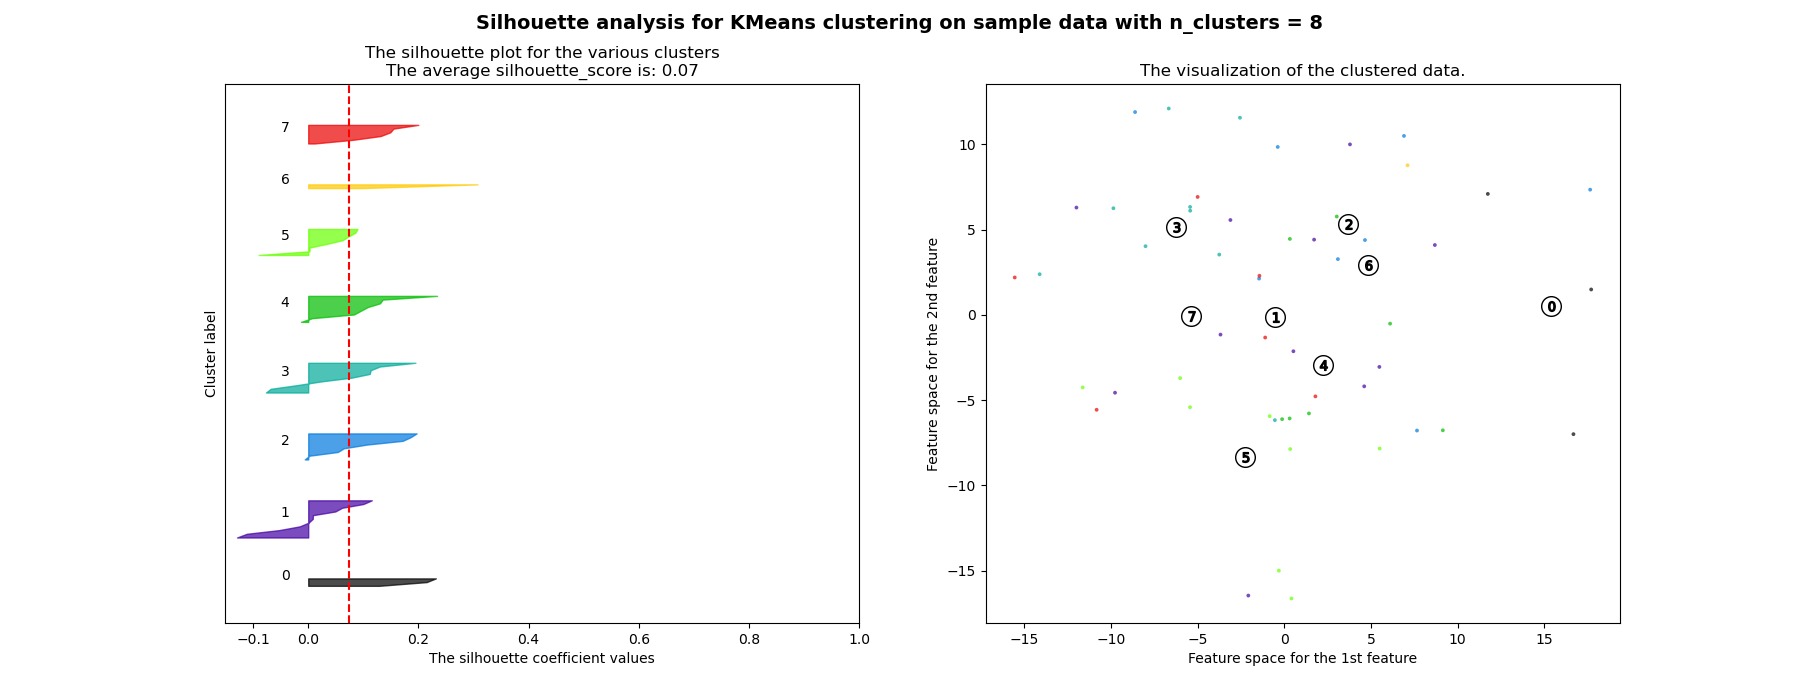 Silhouette analysis for KMeans clustering on sample data with n_clusters = 8
The silhouette plot for the various clusters
The average silhouette_score is: 0.07
7
6
5
4
3
2
1
0
Cluster label
−0.1 0.0 0.2 0.4 0.6 0.8 1.0
The silhouette coefficient values
The visualization of the clustered data.
10
5
0
−5
−10
−15
Feature space for the 2nd feature
3
2
6
0
7
1
4
5
−15 −10 −5 0 5 10 15
Feature space for the 1st feature